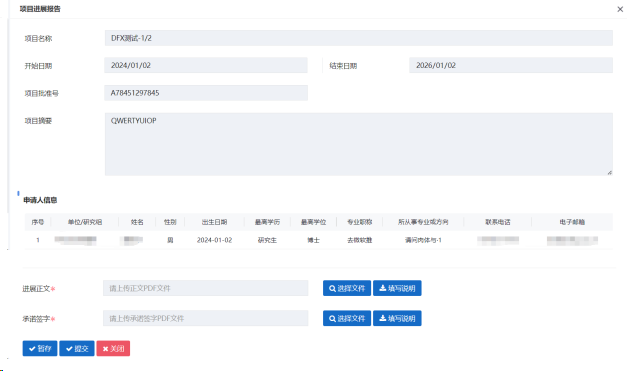 项目进展报告
项目名称 DFX测试-1/2
开始日期 2024/01/02 结束日期 2026/01/02
项目批准号 A78451297845
项目摘要 QWERTYUIOP
申请人信息
序号 单位/研究组 姓名 性别 出生日期 最高学历 最高学位 专业职称 所从事专业或方向 联系电话 电子邮箱
1 男 2024-01-02 研究生 博士 去微软推 请问肉体与-1
进展正文* 请上传正文PDF文件 选择文件 填写说明
承诺签字* 请上传承诺签字PDF文件 选择文件 填写说明
暂存 提交 关闭